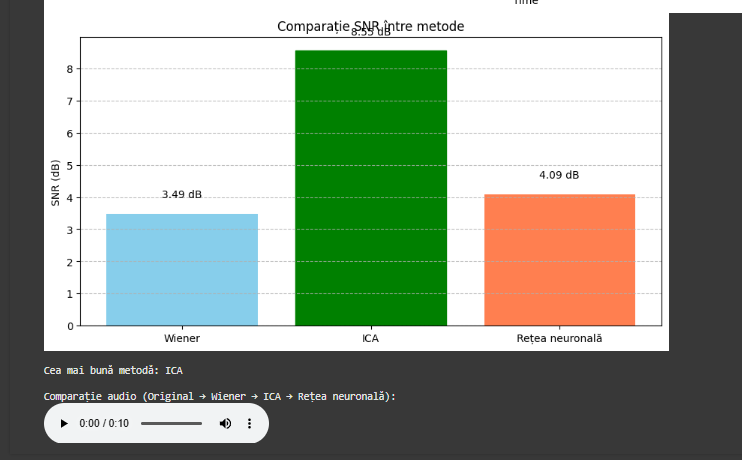 Time
Comparație SNR între metode
8.55 dB
8
7
6
5
4
3
2
1
0
SNR (dB)
3.49 dB
4.09 dB
Wiener
ICA
Rețea neuronală
Cea mai bună metodă: ICA
Comparație audio (Original → Wiener → ICA → Rețea neuronală):
0:00 / 0:10